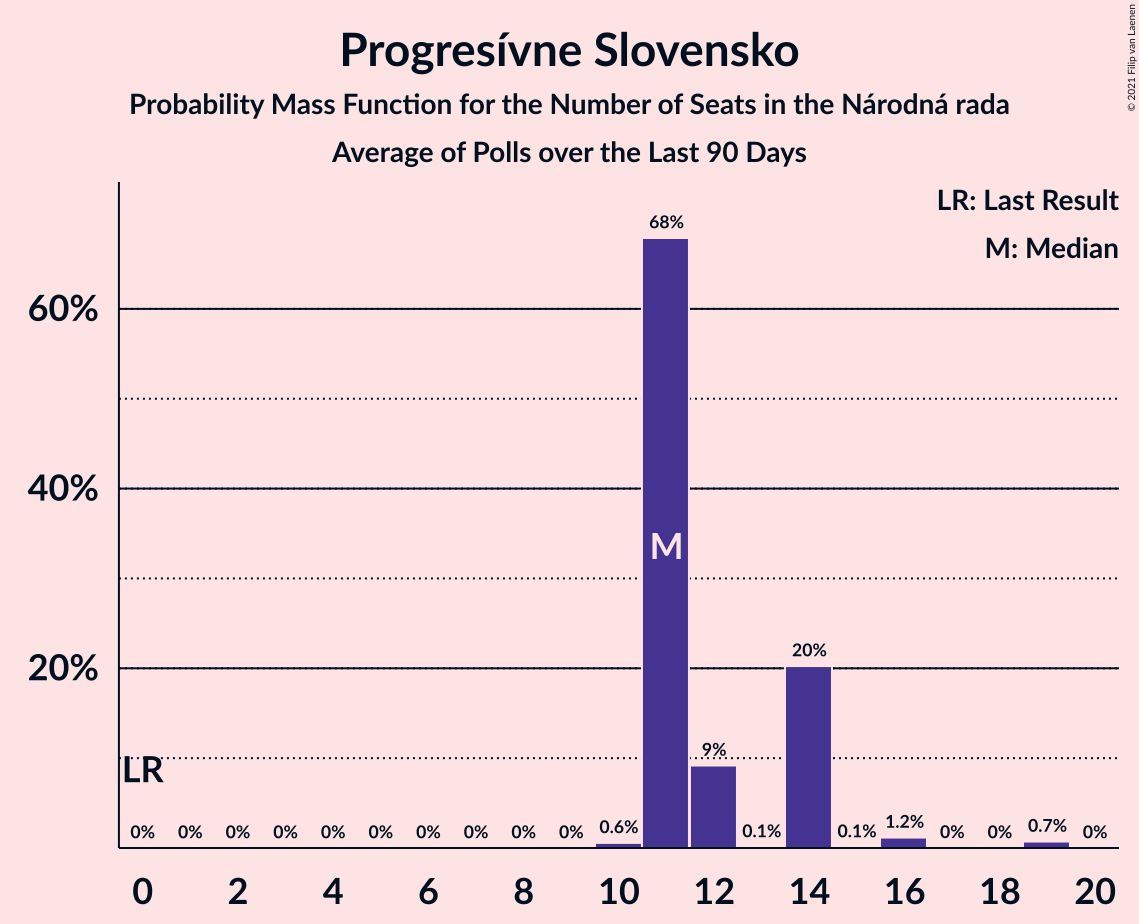 Progresívne Slovensko
Probability Mass Function for the Number of Seats in the Národná rada
Average of Polls over the Last 90 Days
© 2021 Filip van Laenen
LR: Last Result
M: Median
68%
60%
M
40%
20%
20%
9%
LR
0% 0% 0% 0% 0% 0% 0% 0% 0% 0% 0.6% 0.1% 0.1% 1.2% 0% 0% 0.7% 0%
0 2 4 6 8 10 12 14 16 18 20